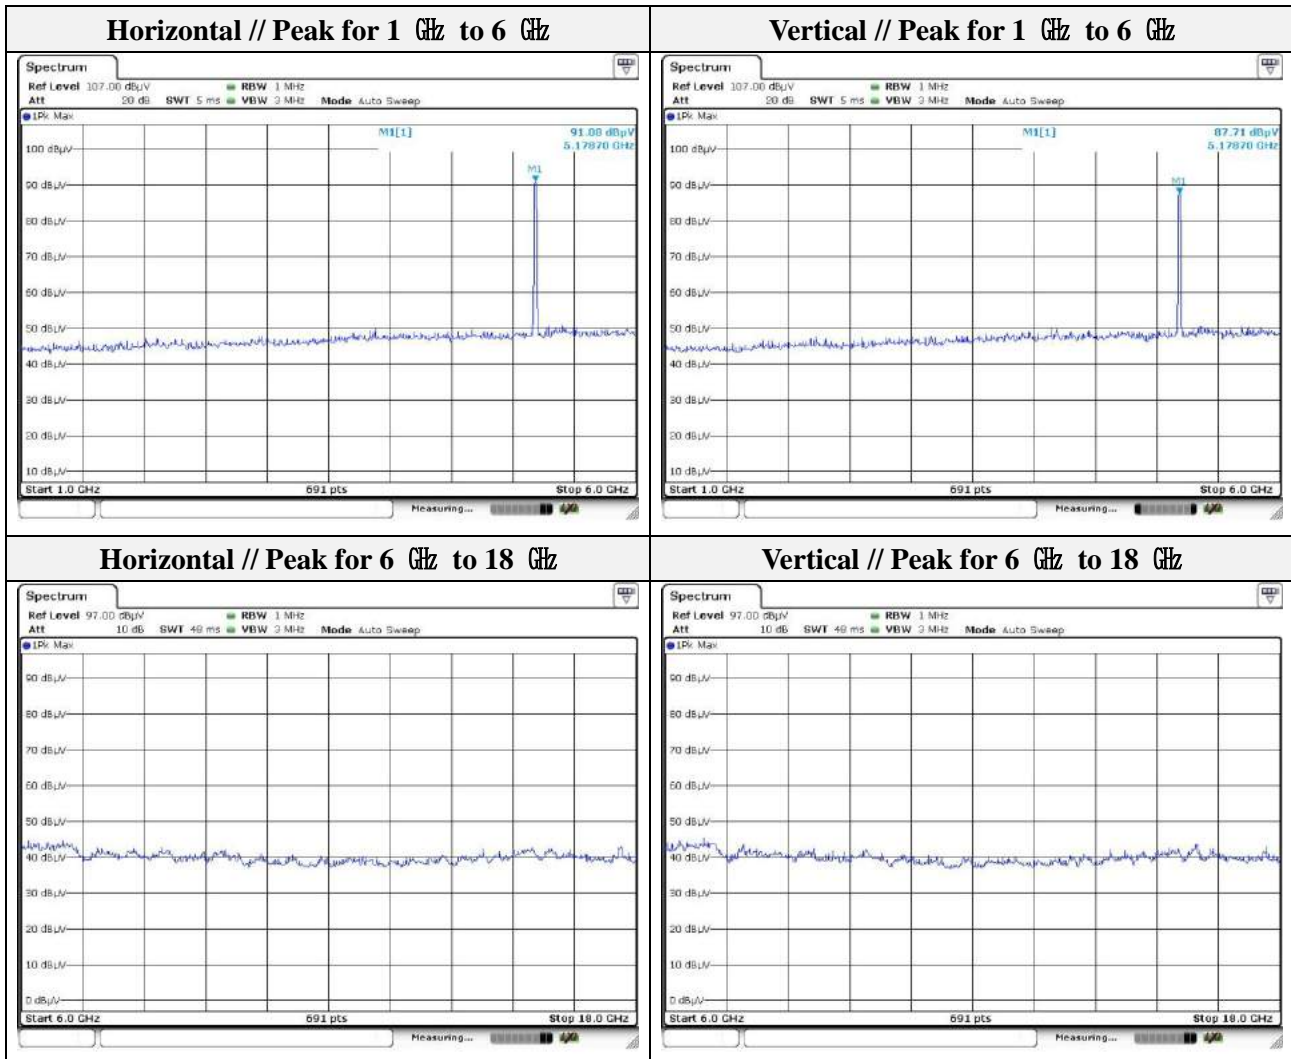 Horizontal // Peak for 1 ㎓ to 6 ㎓
Vertical // Peak for 1 ㎓ to 6 ㎓
Spectrum
Ref Level 107.00 dBµV RBW 1 MHz
Att 20 dB SWT 5 ms VBW 3 MHz Mode Auto Sweep
1Pk Max
M1[1] 91.08 dBµV
5.17870 GHz
M1
100 dBµV
90 dBµV
80 dBµV
70 dBµV
60 dBµV
50 dBµV
40 dBµV
30 dBµV
20 dBµV
10 dBµV
Start 1.0 GHz 691 pts Stop 6.0 GHz
Measuring...
Spectrum
Ref Level 107.00 dBµV RBW 1 MHz
Att 20 dB SWT 5 ms VBW 3 MHz Mode Auto Sweep
1Pk Max
M1[1] 87.71 dBµV
5.17870 GHz
M1
100 dBµV
90 dBµV
80 dBµV
70 dBµV
60 dBµV
50 dBµV
40 dBµV
30 dBµV
20 dBµV
10 dBµV
Start 1.0 GHz 691 pts Stop 6.0 GHz
Measuring...
Horizontal // Peak for 6 ㎓ to 18 ㎓
Vertical // Peak for 6 ㎓ to 18 ㎓
Spectrum
Ref Level 97.00 dBµV RBW 1 MHz
Att 10 dB SWT 48 ms VBW 3 MHz Mode Auto Sweep
1Pk Max
90 dBµV
80 dBµV
70 dBµV
60 dBµV
50 dBµV
40 dBµV
30 dBµV
20 dBµV
10 dBµV
0 dBµV
Start 6.0 GHz 691 pts Stop 18.0 GHz
Measuring...
Spectrum
Ref Level 97.00 dBµV RBW 1 MHz
Att 10 dB SWT 48 ms VBW 3 MHz Mode Auto Sweep
1Pk Max
90 dBµV
80 dBµV
70 dBµV
60 dBµV
50 dBµV
40 dBµV
30 dBµV
20 dBµV
10 dBµV
0 dBµV
Start 6.0 GHz 691 pts Stop 18.0 GHz
Measuring...